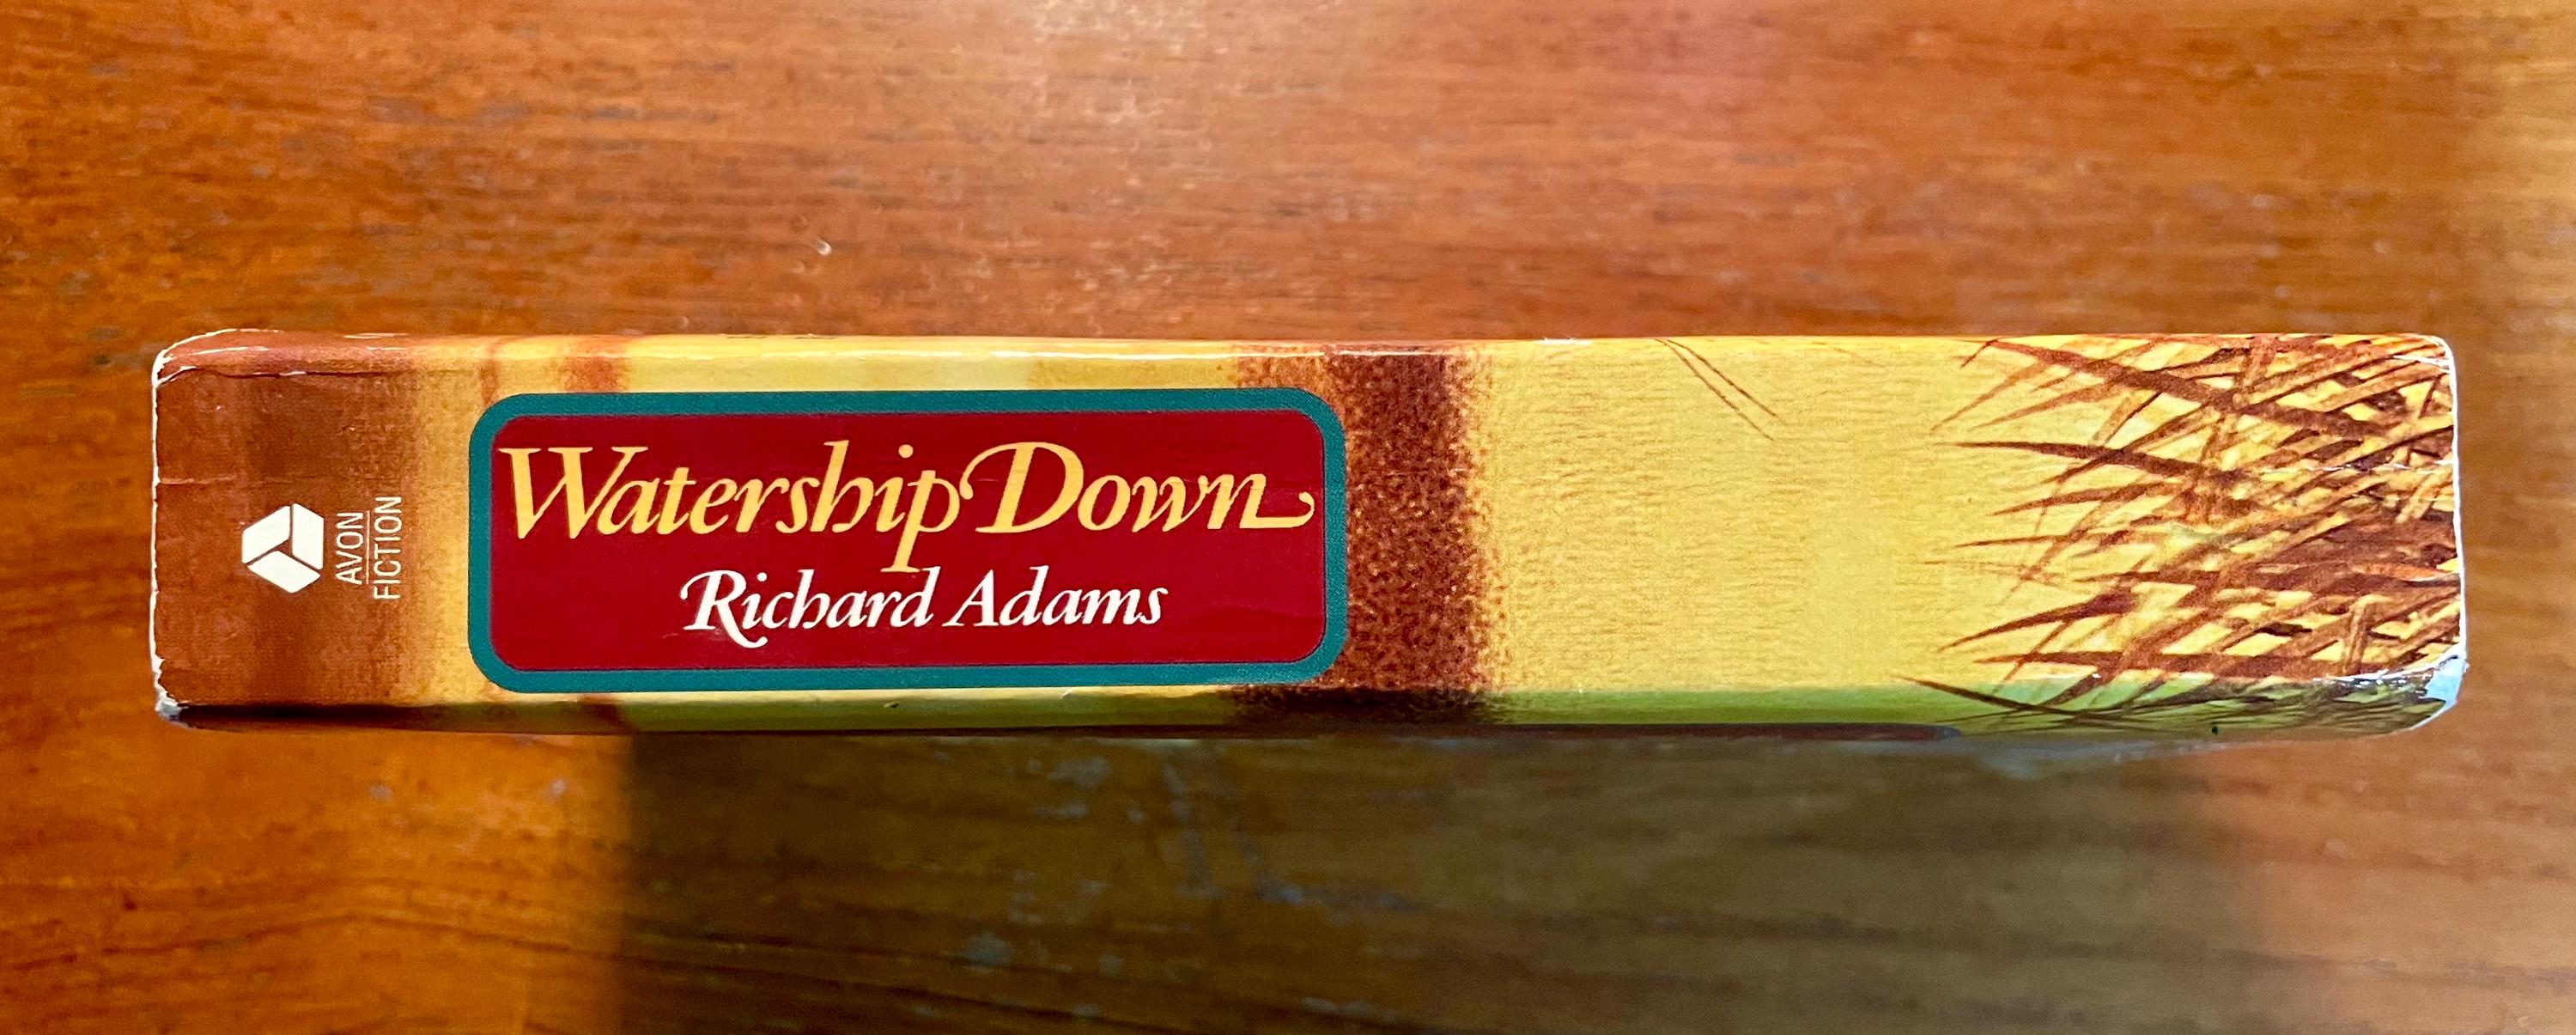 AVON
FICTION
Watership Down
Richard Adams